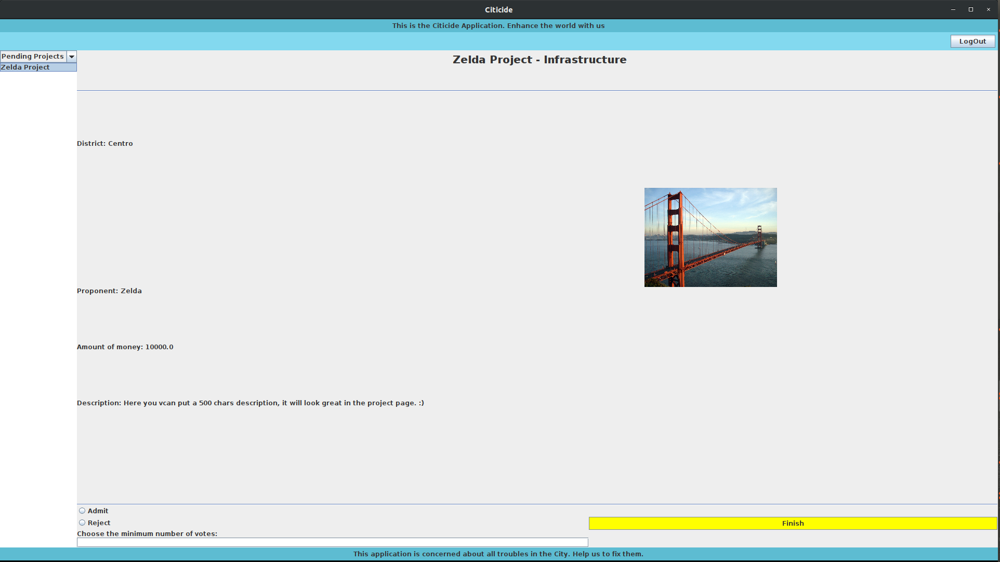 Citicide
This is the Citicide Application. Enhance the world with us
LogOut
Pending Projects
Zelda Project
Zelda Project - Infrastructure
District: Centro
Proponent: Zelda
Amount of money: 10000.0
Description: Here you vcan put a 500 chars description, it will look great in the project page. :)
Admit
Reject
Finish
Choose the minimum number of votes:
This application is concerned about all troubles in the City. Help us to fix them.